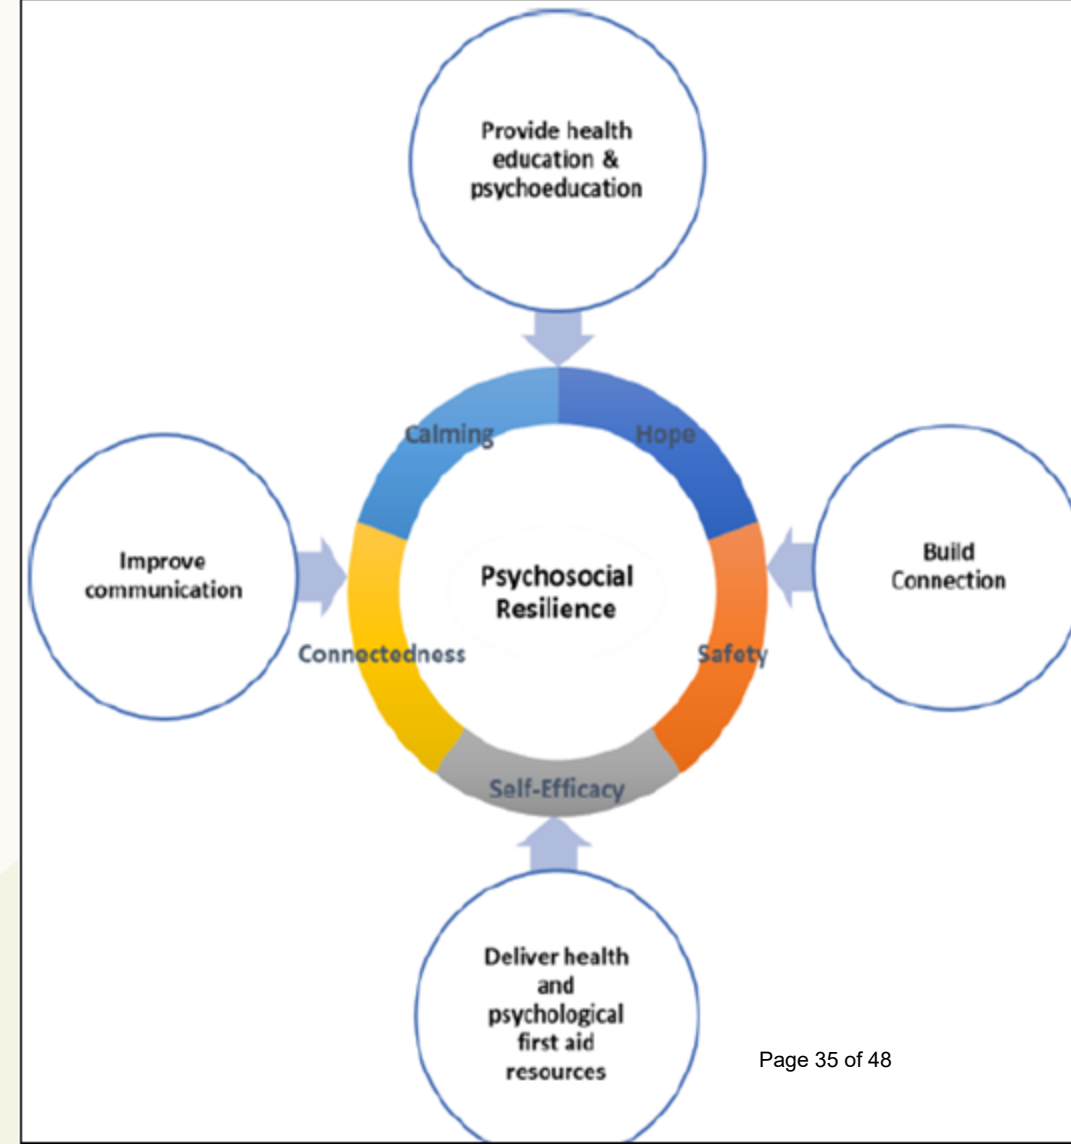 Provide health
education &
psychoeducation
Calming
Hope
Improve
communication
Psychosocial
Resilience
Build
Connection
Connectedness
Safety
Self-Efficacy
Deliver health
and
psychological
first aid
resources
Page 35 of 48